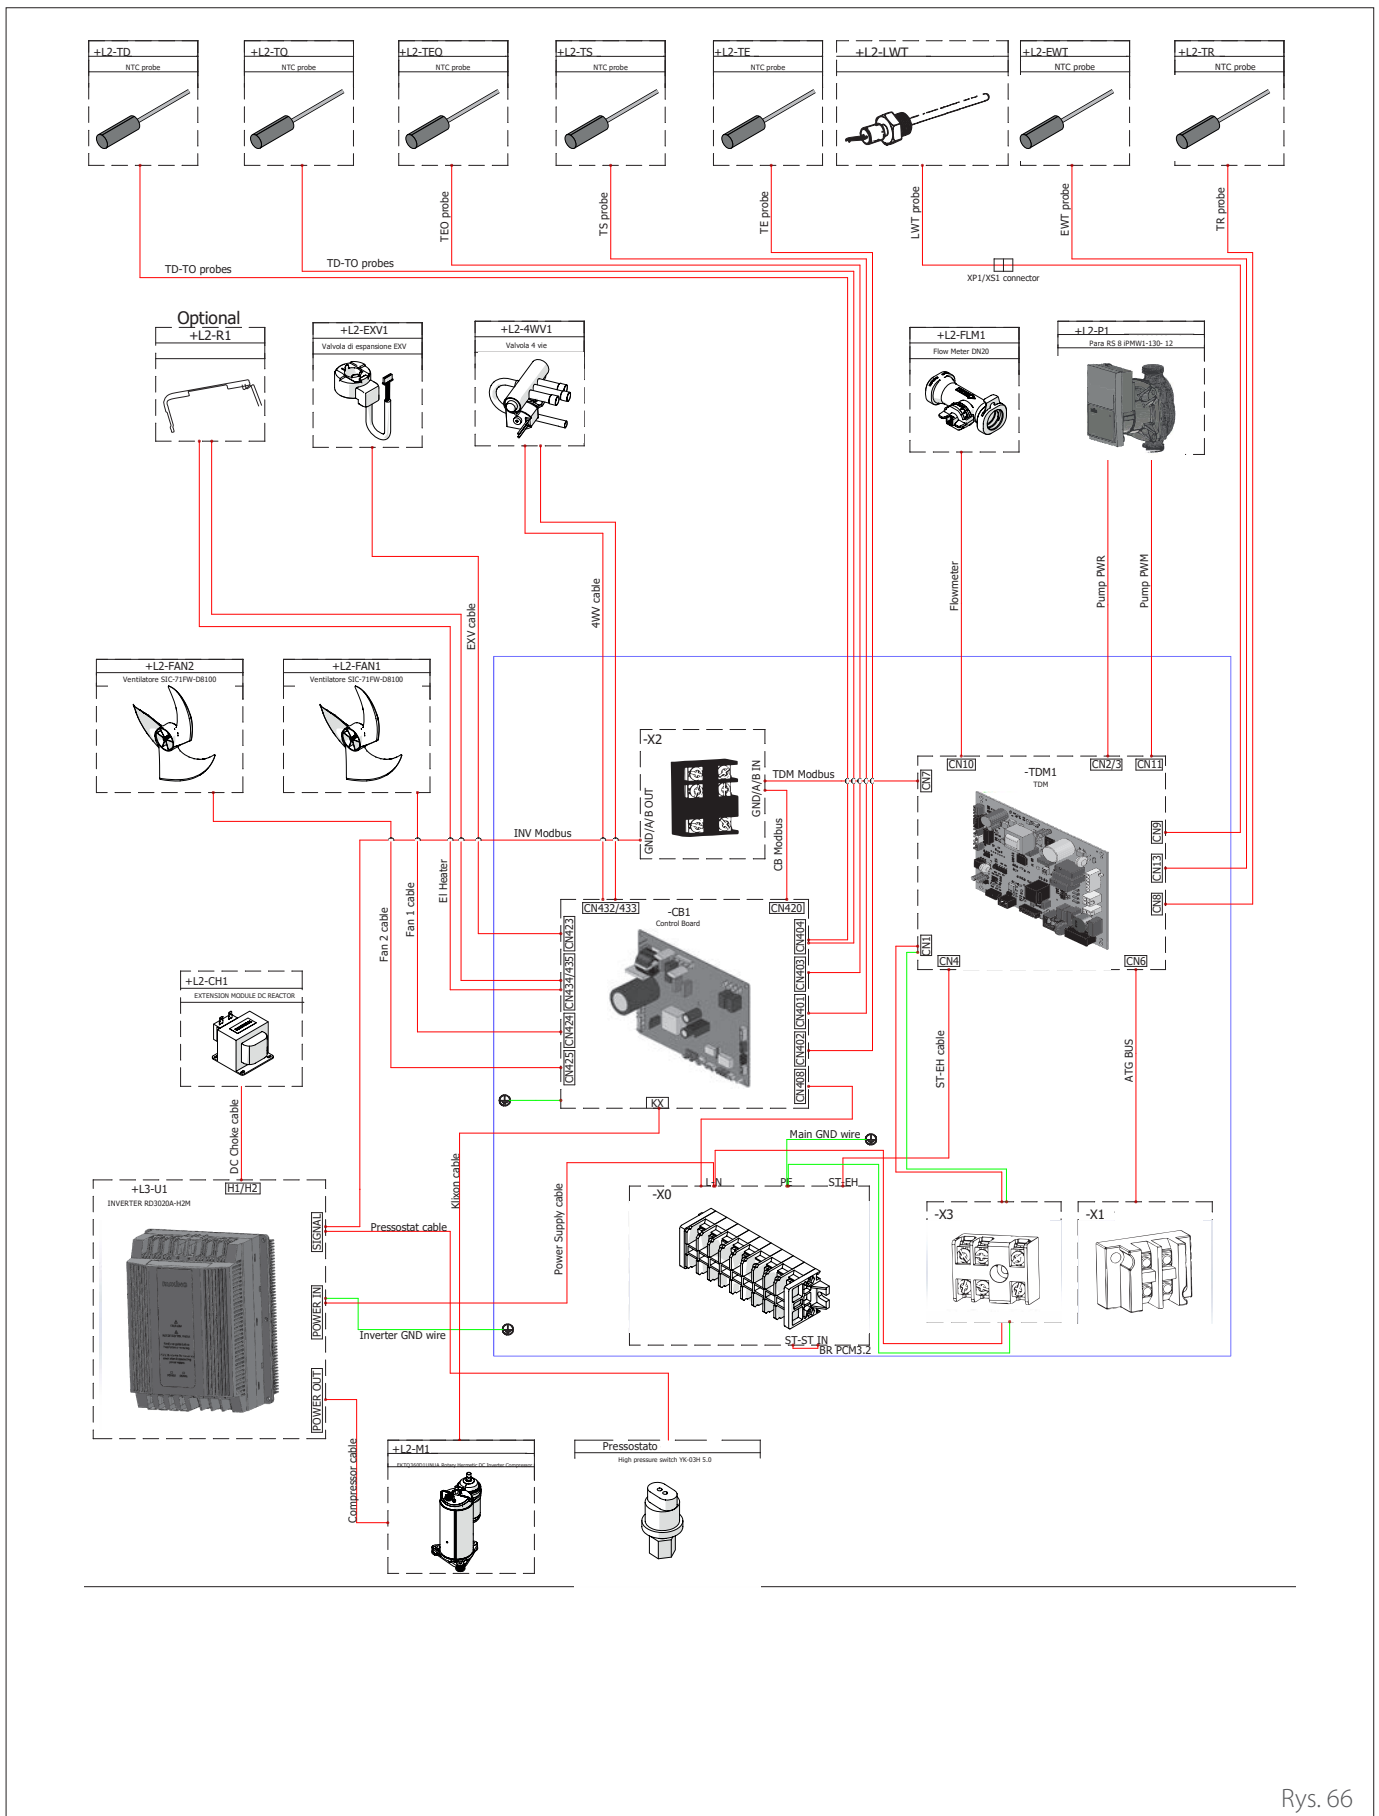 +L2-TD
NTC probe
+L2-TO
NTC probe
+L2-TEO
NTC probe
+L2-TS
NTC probe
+L2-TE
NTC probe
+L2-LWT
+L2-EWT
NTC probe
+L2-TR
NTC probe
TEO probe
TS probe
TE probe
LWT probe
EWT probe
TR probe
TD-TO probes
TD-TO probes
XP1/XS1 connector
Optional
+L2-R1
+L2-EXV1
Valvola di espansione EXV
+L2-4WV1
Valvola 4 vie
+L2-FLM1
Flow Meter DN20
+L2-P1
Para RS 8 iPMW1-130- 12
EXV cable
4WV cable
Flowmeter
Pump PWR
Pump PWM
+L2-FAN2
Ventilatore SIC-71FW-D8100
+L2-FAN1
Ventilatore SIC-71FW-D8100
-X2
GND/A/B OUT
GND/A/B IN
TDM Modbus
INV Modbus
CB Modbus
CN7
CN10
CN2/3
CN11
-TDM1
TDM
CN9
CN13
CN8
CN1
CN4
CN6
El Heater
Fan 1 cable
Fan 2 cable
CN432/433
CN420
-CB1
Control Board
CN423
CN434/435
CN424
CN425
CN404
CN403
CN401
CN402
CN408
KX
+L2-CH1
EXTENSION MODULE DC REACTOR
DC Choke cable
ST-EH cable
ATG BUS
Main GND wire
Klixon cable
Power Supply cable
L-N
PE
ST-EH
-X0
ST-ST IN
BR PCM3.2
-X3
-X1
+L3-U1
H1/H2
INVERTER RD3020A-H2M
SIGNAL
POWER IN
POWER OUT
Pressostat cable
Inverter GND wire
Compressor cable
+L2-M1
Pressostato
High pressure switch YK-03H 5.0
Rys. 66